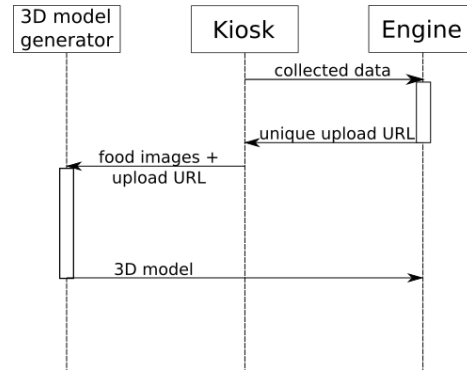 3D model
generator
Kiosk
Engine
collected data
unique upload URL
food images +
upload URL
3D model